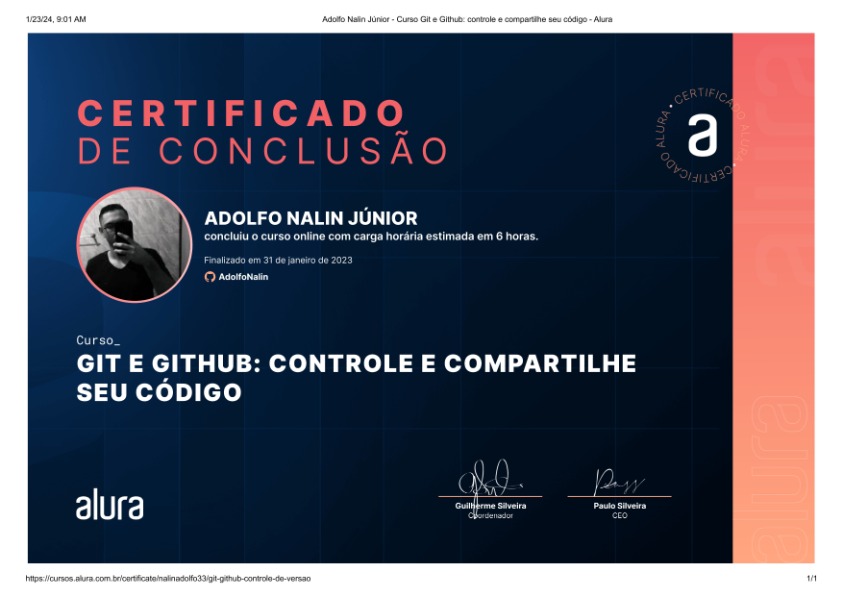 1/23/24, 9:01 AM
Adolfo Nalin Júnior - Curso Git e Github: controle e compartilhe seu código - Alura
CERTIFICADO
DE CONCLUSÃO
CERTIFICADO ALURA • CERTIFICADO ALURA •
a
ADOLFO NALIN JÚNIOR
concluiu o curso online com carga horária estimada em 6 horas.
Finalizado em 31 de janeiro de 2023
AdolfoNalin
Curso_
GIT E GITHUB: CONTROLE E COMPARTILHE
SEU CÓDIGO
alura
Guilherme Silveira
Coordenador
Paulo Silveira
CEO
alura
alura
https://cursos.alura.com.br/certificate/nalinadolfo33/git-github-controle-de-versao
1/1